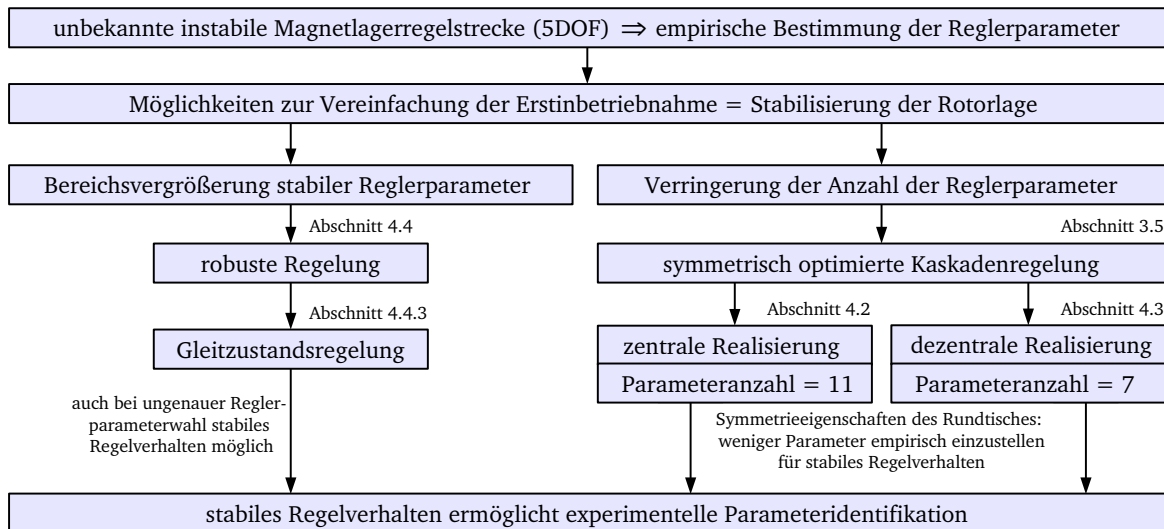 unbekannte instabile Magnetlagerregelstrecke (5DOF) ⇒ empirische Bestimmung der Reglerparameter
Möglichkeiten zur Vereinfachung der Erstinbetriebnahme = Stabilisierung der Rotorlage
Bereichsvergrößerung stabiler Reglerparameter
Abschnitt 4.4
robuste Regelung
Abschnitt 4.4.3
Gleitzustandsregelung
auch bei ungenauer Regler-
parameterwahl stabiles
Regelverhalten möglich
Verringerung der Anzahl der Reglerparameter
Abschnitt 3.5
symmetrisch optimierte Kaskadenregelung
Abschnitt 4.2
zentrale Realisierung
Parameteranzahl = 11
Abschnitt 4.3
dezentrale Realisierung
Parameteranzahl = 7
Symmetrieeigenschaften des Rundtisches:
weniger Parameter empirisch einzustellen
für stabiles Regelverhalten
stabiles Regelverhalten ermöglicht experimentelle Parameteridentifikation